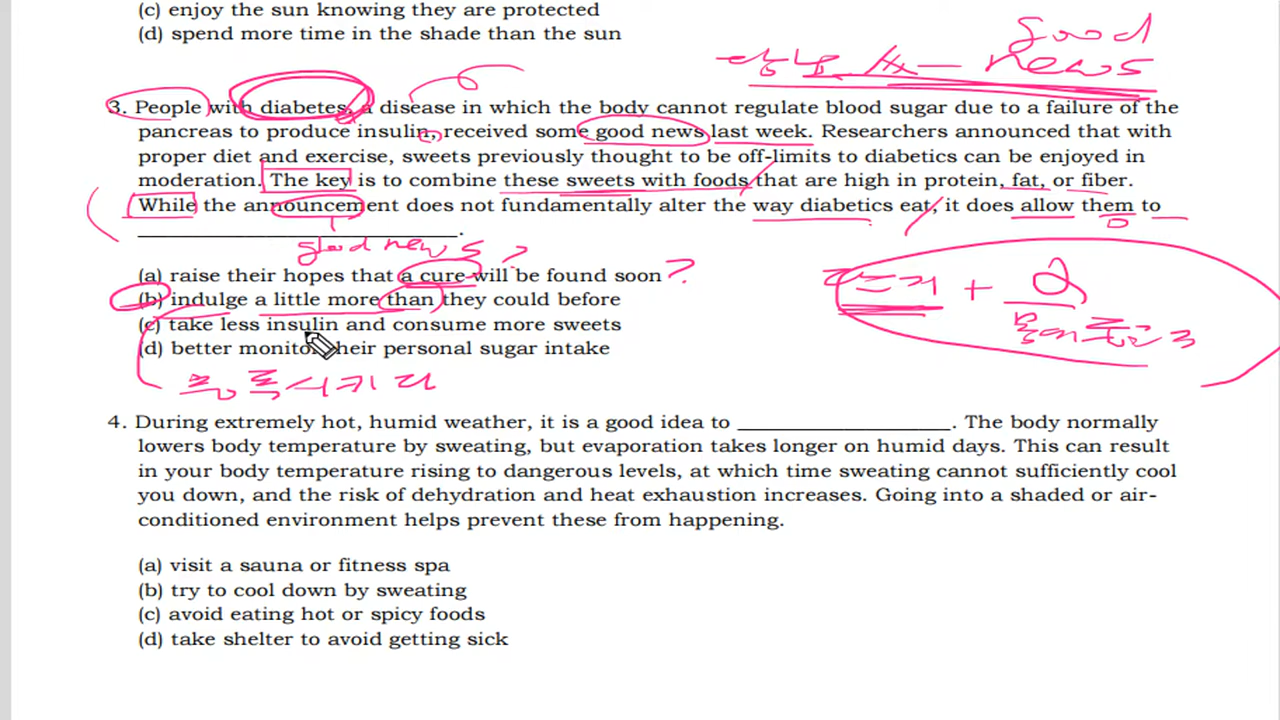 (c) enjoy the sun knowing they are protected
(d) spend more time in the shade than the sun
good
news
3. People with diabetes, a disease in which the body cannot regulate blood sugar due to a failure of the
pancreas to produce insulin, received some good news last week. Researchers announced that with
proper diet and exercise, sweets previously thought to be off-limits to diabetics can be enjoyed in
moderation. The key is to combine these sweets with foods that are high in protein, fat, or fiber.
While the announcement does not fundamentally alter the way diabetics eat, it does allow them to
____________________________.
good news ?
(a) raise their hopes that a cure will be found soon ?
(b) indulge a little more than they could before
(c) take less insulin and consume more sweets
(d) better monitor their personal sugar intake
충족시키다
4. During extremely hot, humid weather, it is a good idea to ___________________. The body normally
lowers body temperature by sweating, but evaporation takes longer on humid days. This can result
in your body temperature rising to dangerous levels, at which time sweating cannot sufficiently cool
you down, and the risk of dehydration and heat exhaustion increases. Going into a shaded or air-
conditioned environment helps prevent these from happening.
(a) visit a sauna or fitness spa
(b) try to cool down by sweating
(c) avoid eating hot or spicy foods
(d) take shelter to avoid getting sick